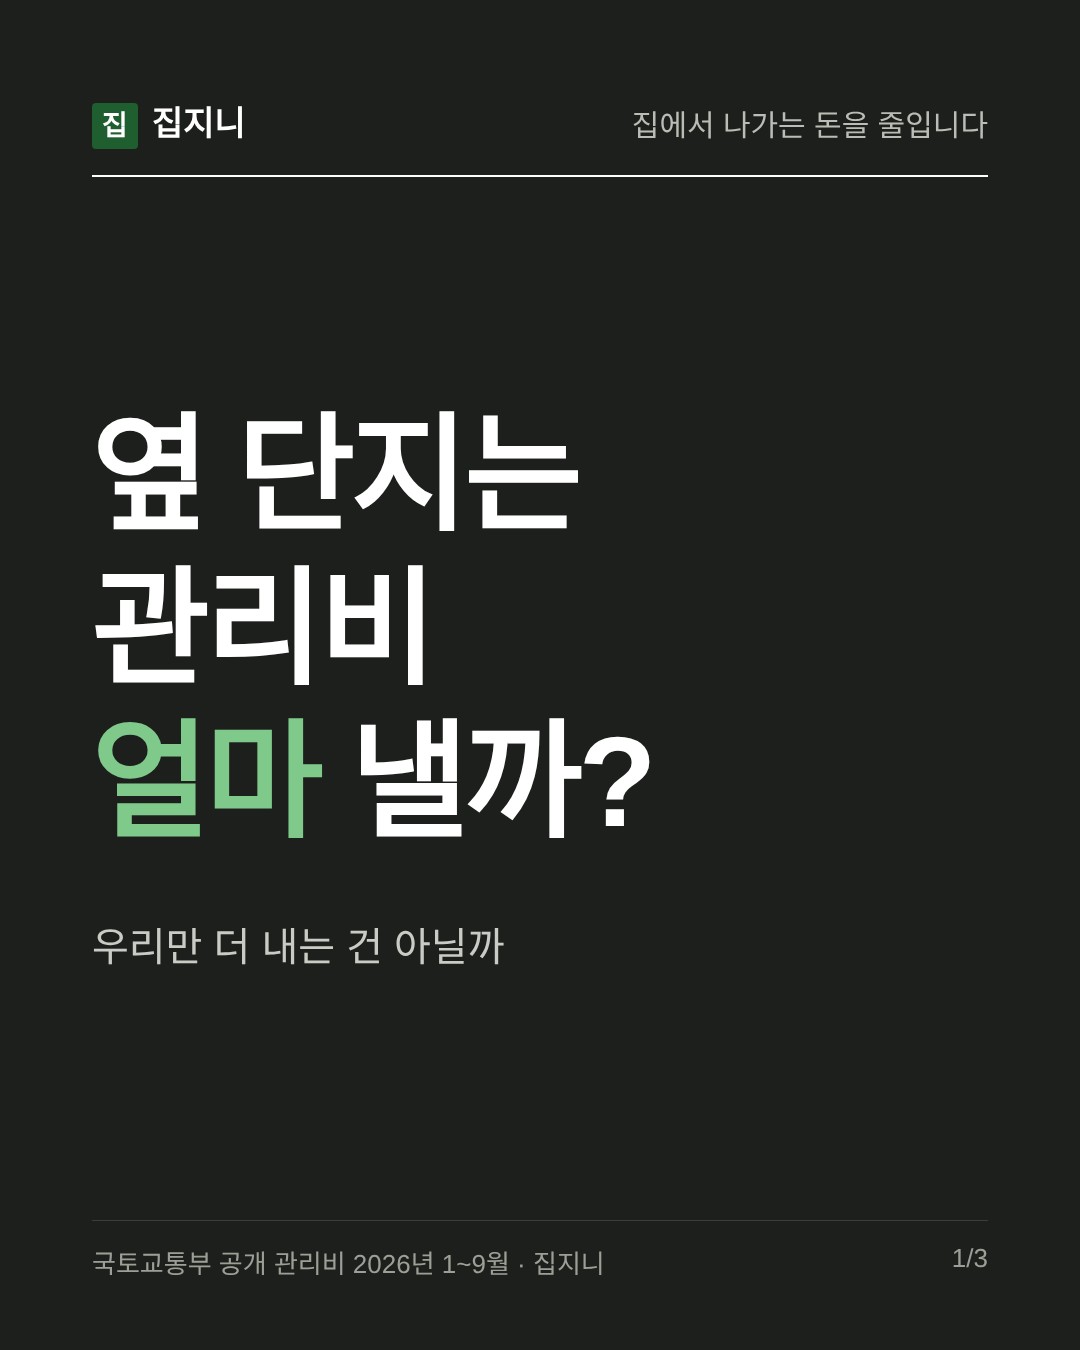 집 집지니
집에서 나가는 돈을 줄입니다
옆 단지는
관리비
얼마 낼까?
우리만 더 내는 건 아닐까
국토교통부 공개 관리비 2026년 1~9월 · 집지니
1/3